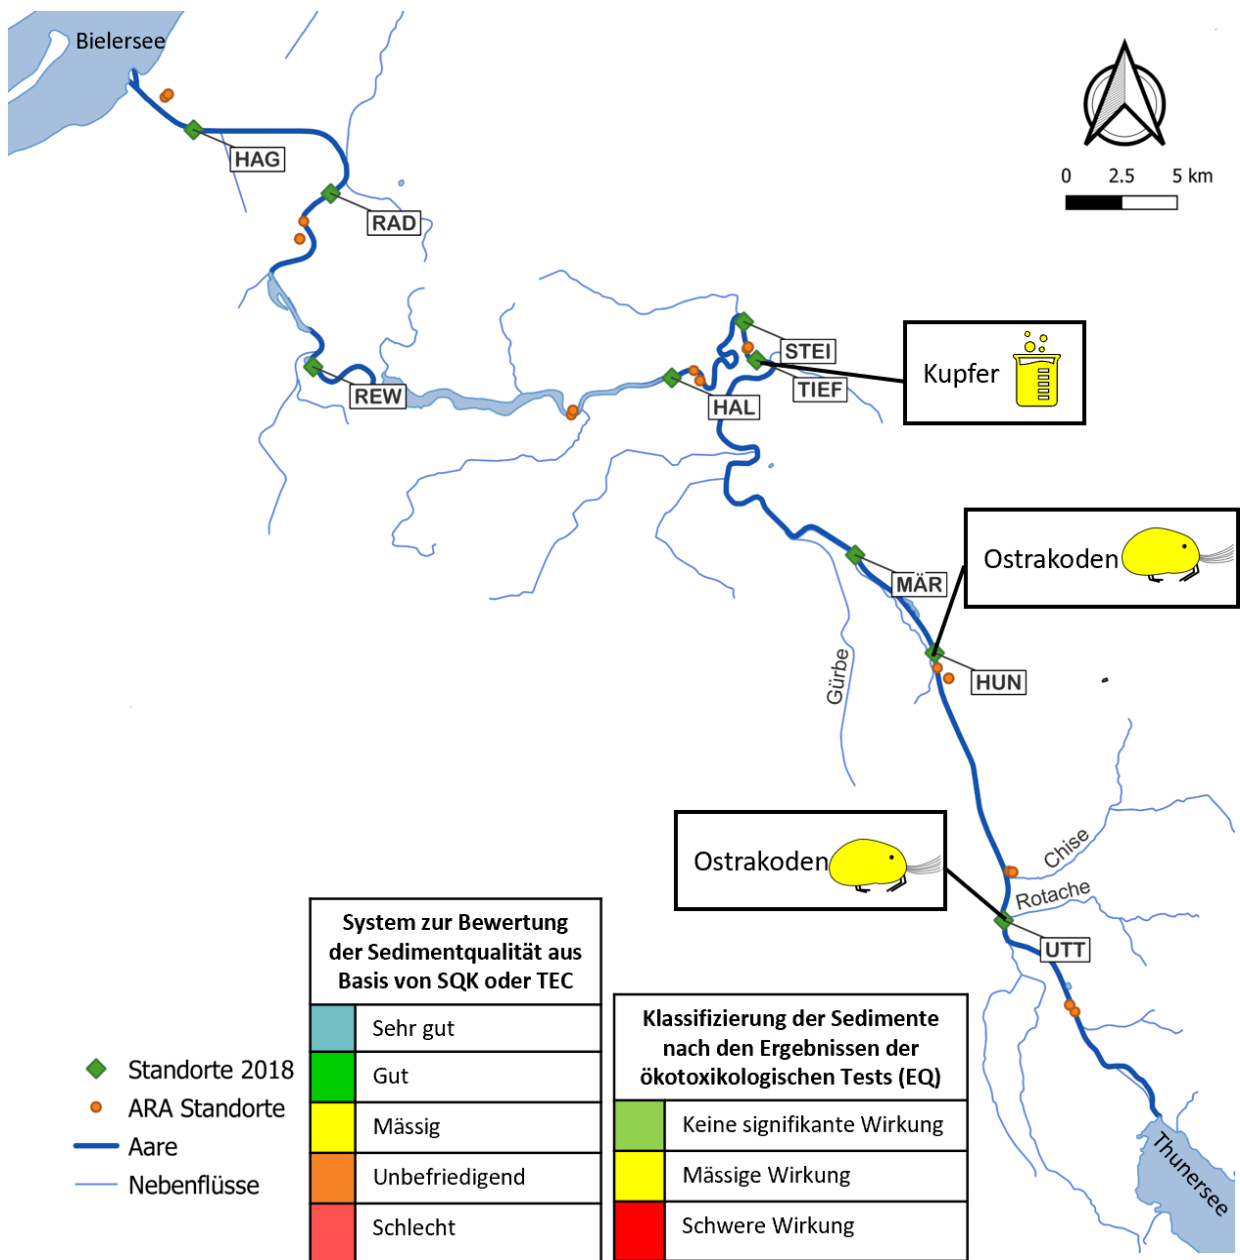 Bielersee
0 2.5 5 km
HAG
RAD
STEI
TIEF
Kupfer
REW
HAL
Ostrakoden
MÄR
Gürbe
HUN
Ostrakoden
Chise
Rotache
UTT
Thunersee
Standorte 2018
ARA Standorte
Aare
Nebenflüsse
System zur Bewertung
der Sedimentqualität aus
Basis von SQK oder TEC
Sehr gut
Gut
Mässig
Unbefriedigend
Schlecht
Klassifizierung der Sedimente
nach den Ergebnissen der
ökotoxikologischen Tests (EQ)
Keine signifikante Wirkung
Mässige Wirkung
Schwere Wirkung